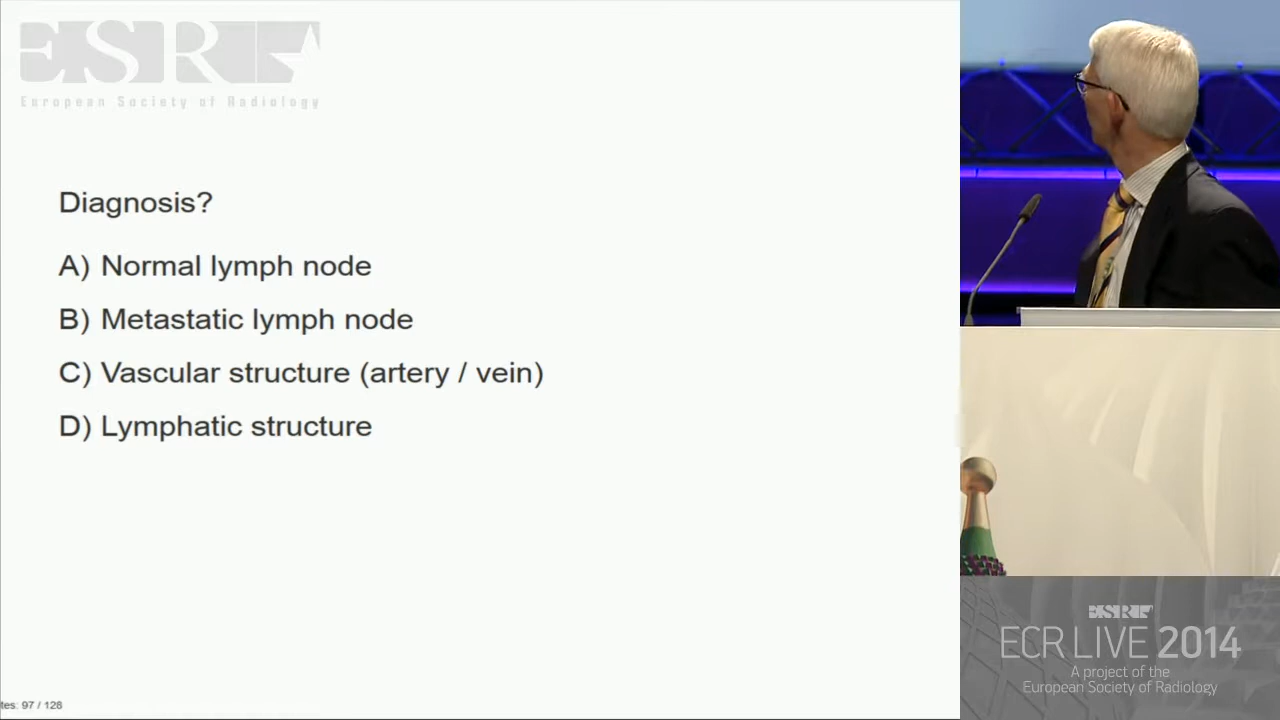 ESR
European Society of Radiology
Diagnosis?
A) Normal lymph node
B) Metastatic lymph node
C) Vascular structure (artery / vein)
D) Lymphatic structure
tes: 97 / 128
ESR
ECR LIVE 2014
A project of the
European Society of Radiology